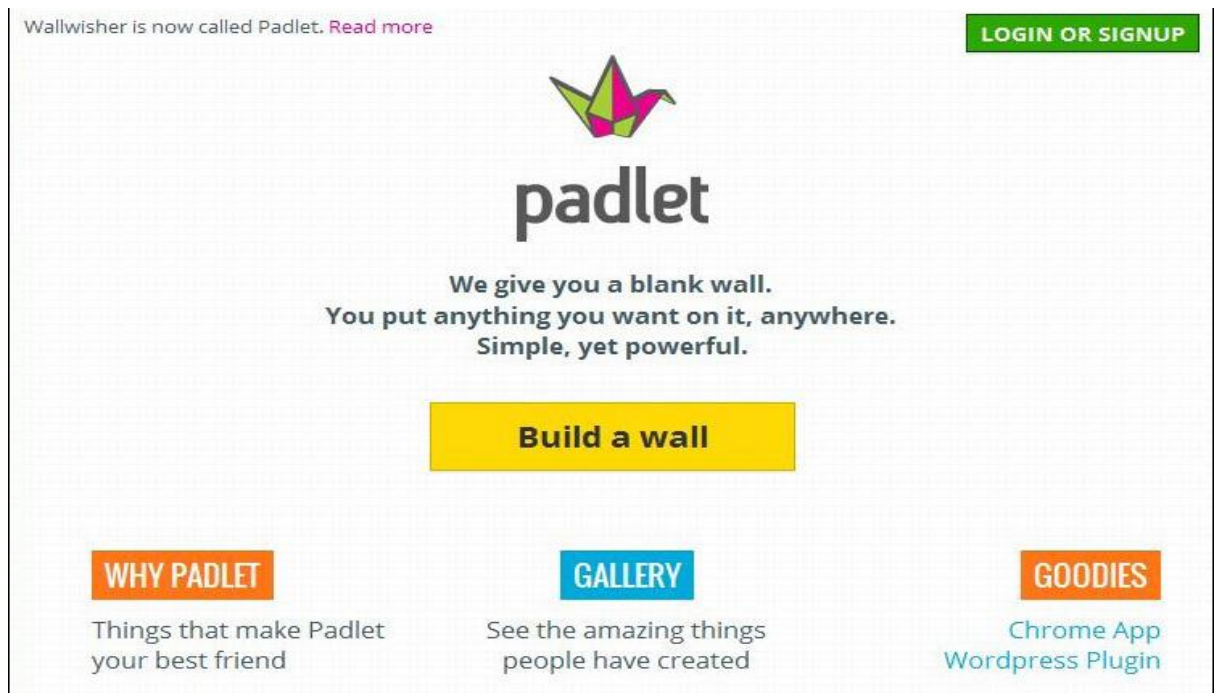 Wallwisher is now called Padlet. Read more
LOGIN OR SIGNUP
padlet
We give you a blank wall.
You put anything you want on it, anywhere.
Simple, yet powerful.
Build a wall
WHY PADLET
Things that make Padlet
your best friend
GALLERY
See the amazing things
people have created
GOODIES
Chrome App
Wordpress Plugin